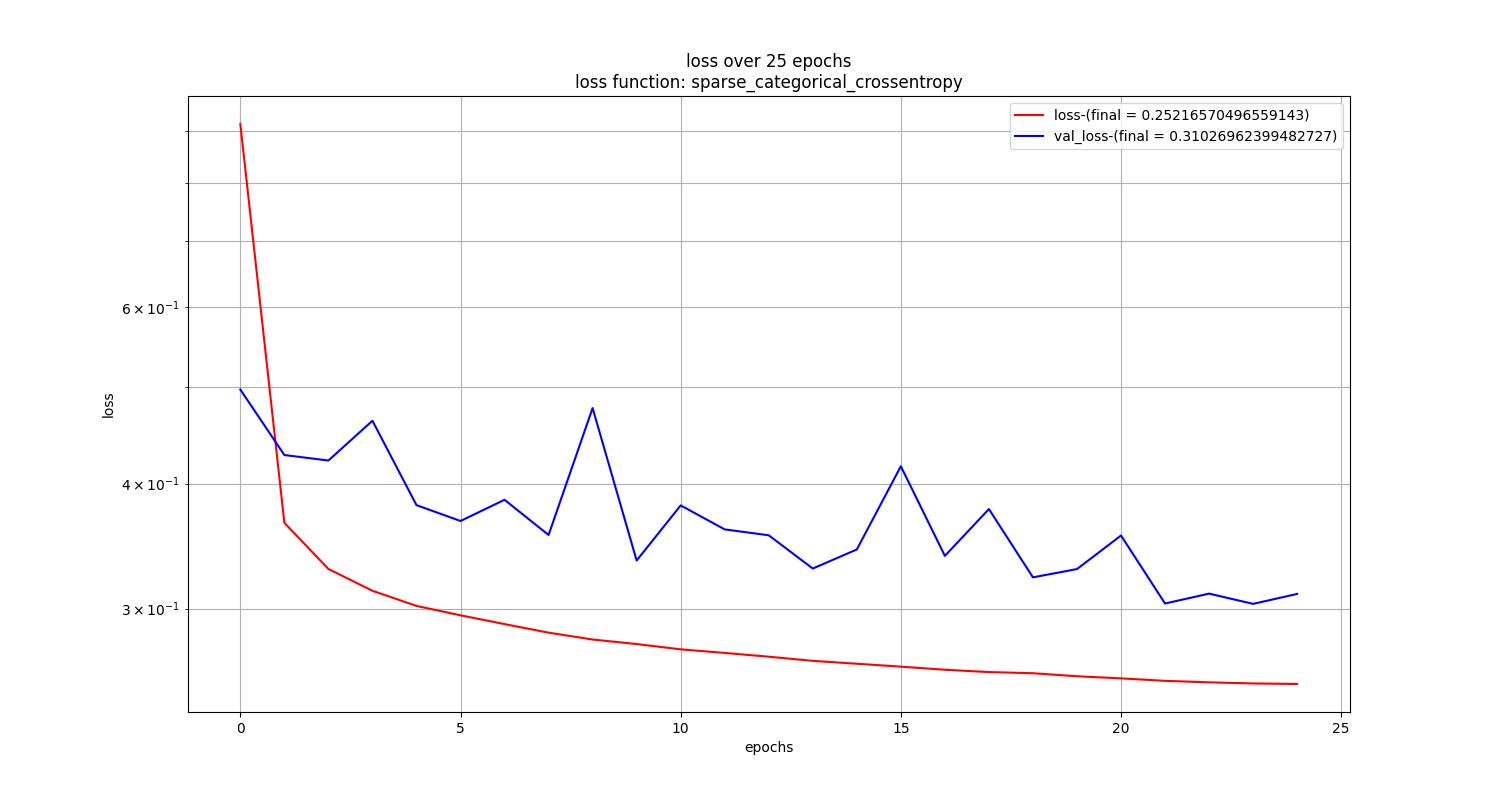 loss over 25 epochs
loss function: sparse_categorical_crossentropy
loss-(final = 0.25216570496559143)
val_loss-(final = 0.31026962399482727)
6 × 10⁻¹
4 × 10⁻¹
3 × 10⁻¹
loss
0 5 10 15 20 25
epochs